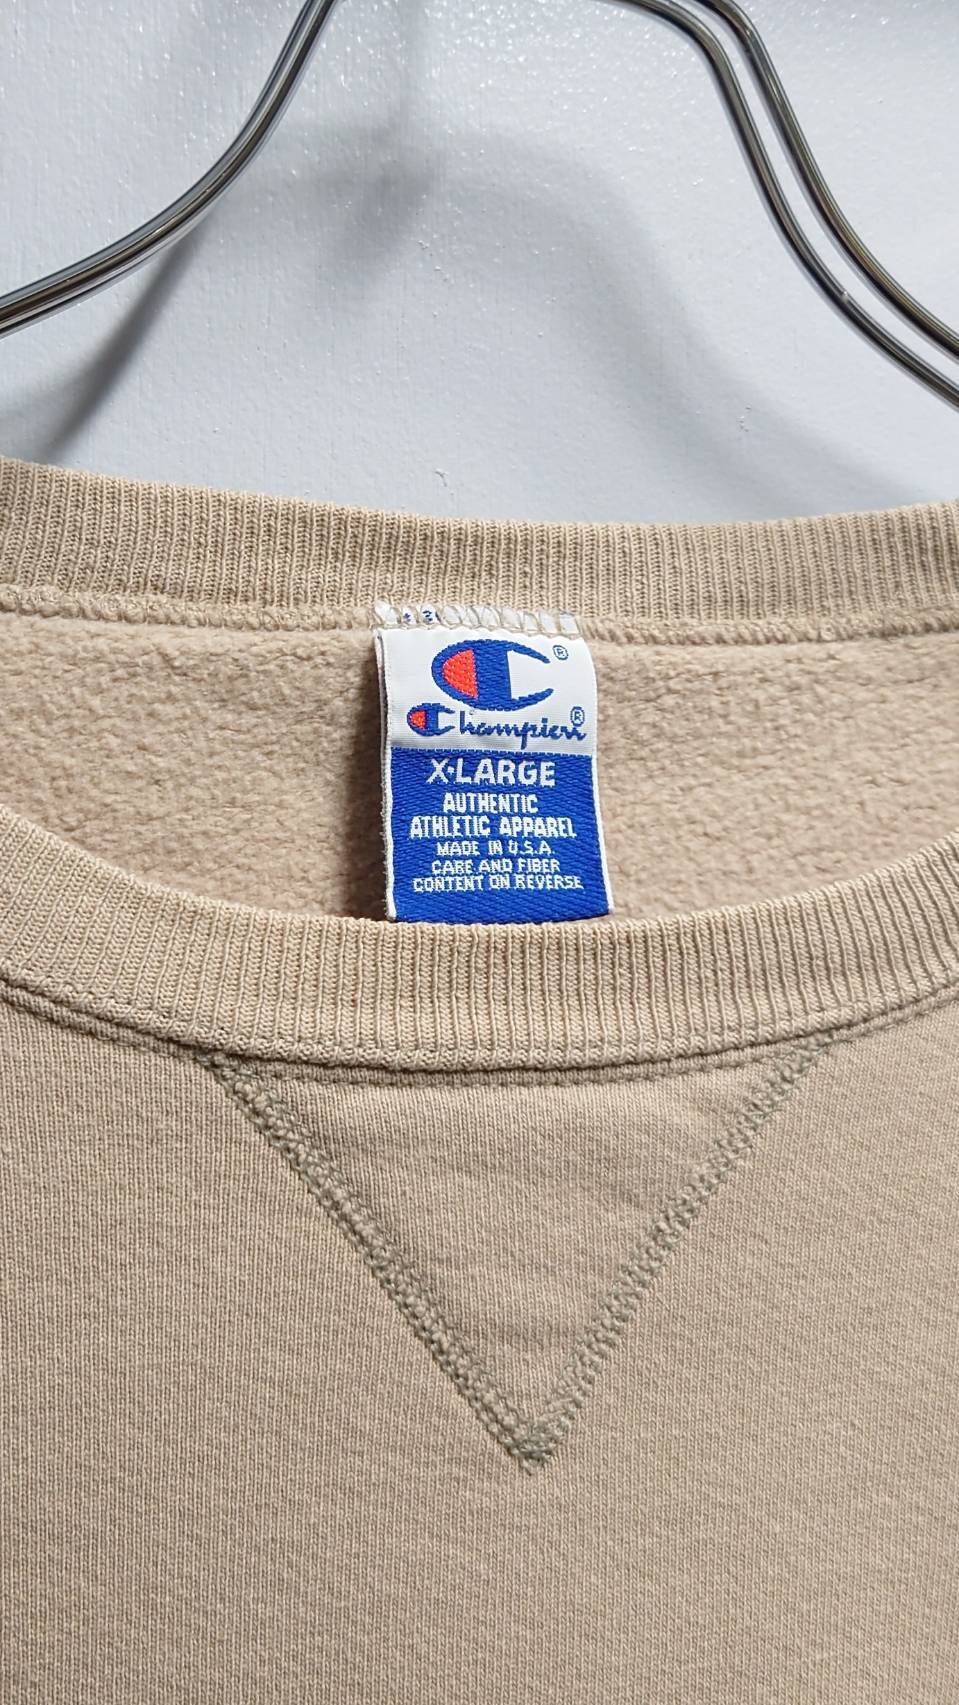 ®
Champion®
X-LARGE
AUTHENTIC
ATHLETIC APPAREL
MADE IN U.S.A.
CARE AND FIBER
CONTENT ON REVERSE